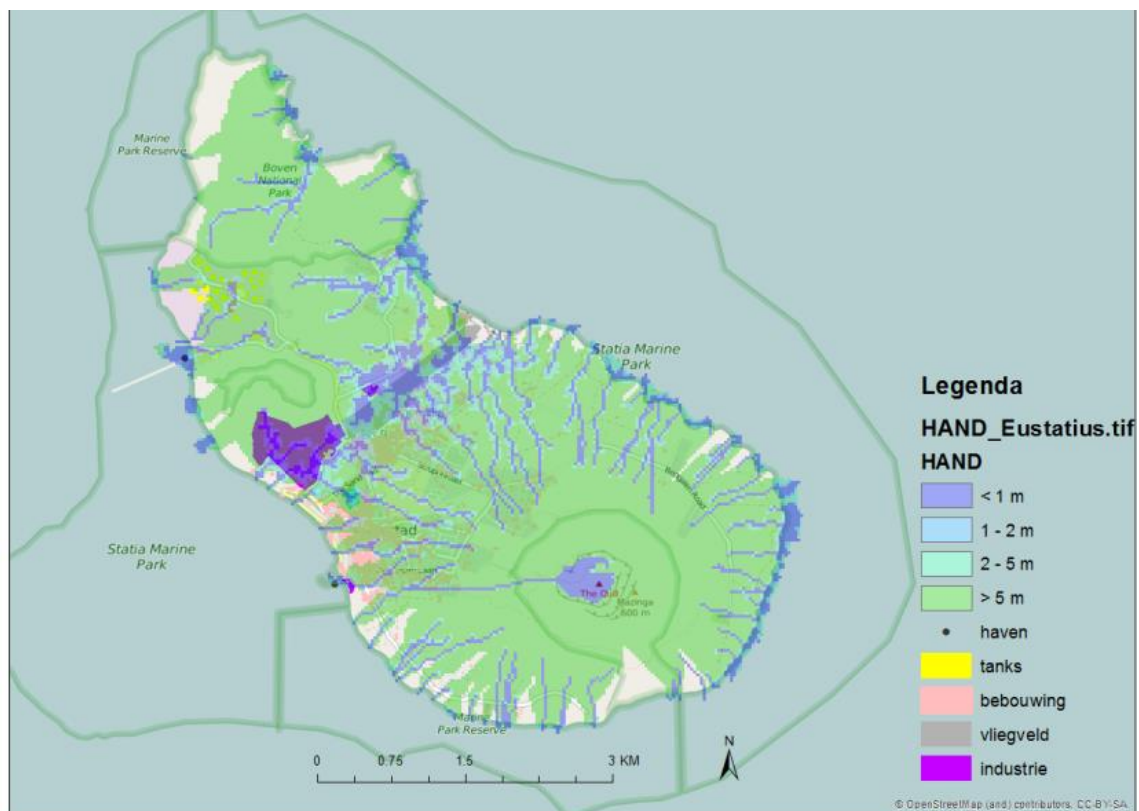 Marine
Park Reserve
Boven
National
Park
Statia Marine
Park
Statia Marine
Park
tad
The Quill
Mazinga
600 m
Marine
Park Reserve
0 0.75 1.5 3 KM
N
Legenda
HAND_Eustatius.tif
HAND
< 1 m
1 - 2 m
2 - 5 m
> 5 m
haven
tanks
bebouwing
vliegveld
industrie
© OpenStreetMap (and) contributors, CC-BY-SA